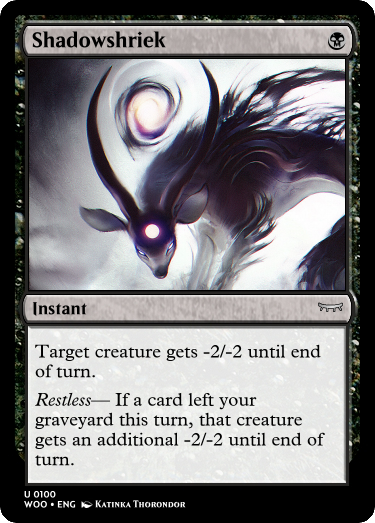 Shadowshriek
Instant
Target creature gets -2/-2 until end
of turn.
Restless— If a card left your
graveyard this turn, that creature
gets an additional -2/-2 until end of
turn.
U 0100
WOO • ENG Katinka Thorondor